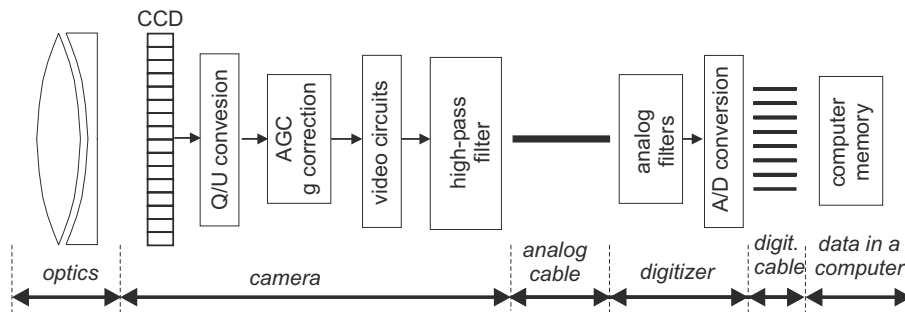 CCD
Q/U convesion
AGC
g correction
video circuits
high-pass
filter
analog
filters
A/D conversion
computer
memory
optics
camera
analog
cable
digitizer
digit.
cable
data in a
computer